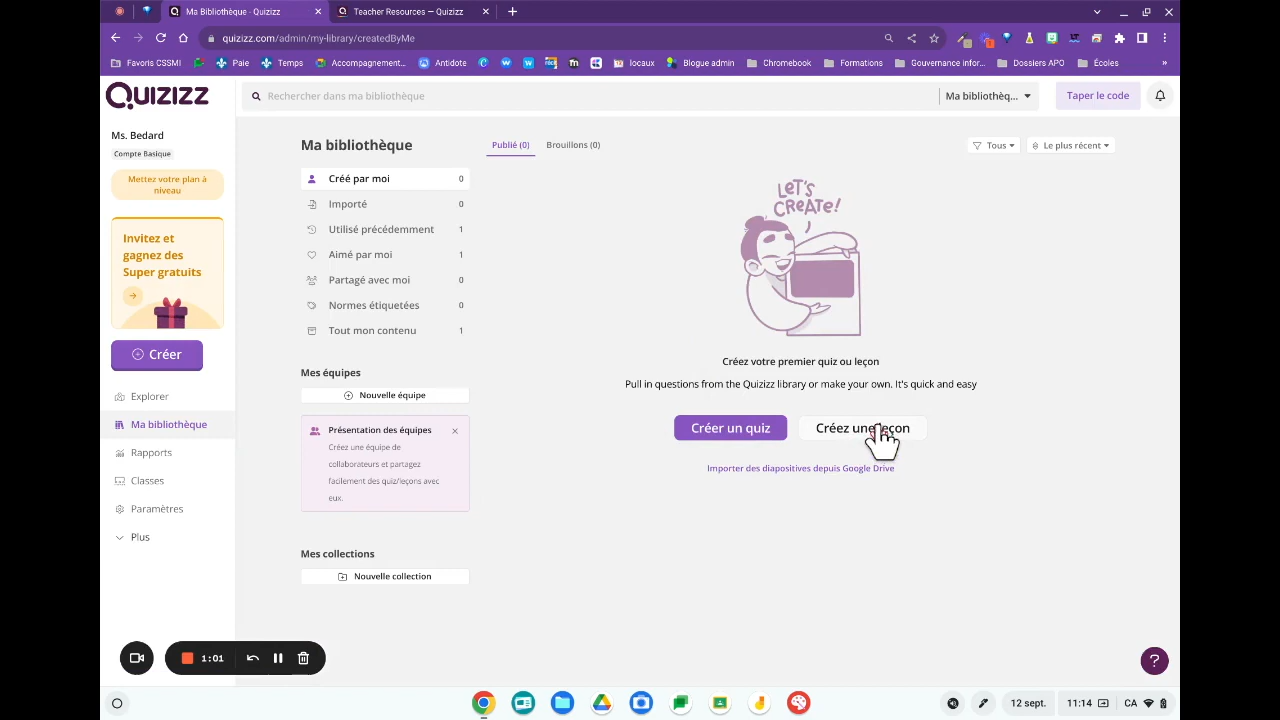 Ma Bibliothèque - Quizizz
Teacher Resources — Quizizz
quizizz.com/admin/my-library/createdByMe
Favoris CSSMI
Paie
Temps
Accompagnement...
Antidote
locaux
Blogue admin
Chromebook
Formations
Gouvernance infor...
Dossiers APO
Écoles
»
Quizizz
Rechercher dans ma bibliothèque
Ma bibliothèq...
Taper le code
Ms. Bedard
Compte Basique
Mettez votre plan à
niveau
Invitez et
gagnez des
Super gratuits
Créer
Explorer
Ma bibliothèque
Rapports
Classes
Paramètres
Plus
Ma bibliothèque
Créé par moi 0
Importé 0
Utilisé précédemment 1
Aimé par moi 1
Partagé avec moi 0
Normes étiquetées 0
Tout mon contenu 1
Mes équipes
Nouvelle équipe
Présentation des équipes
Créez une équipe de
collaborateurs et partagez
facilement des quiz/leçons avec
eux.
Mes collections
Nouvelle collection
Publié (0)
Brouillons (0)
Tous
Le plus récent
LET'S
CREATE!
Créez votre premier quiz ou leçon
Pull in questions from the Quizizz library or make your own. It's quick and easy
Créer un quiz
Créez une leçon
Importer des diapositives depuis Google Drive
1:01
?
12 sept.
11:14
CA